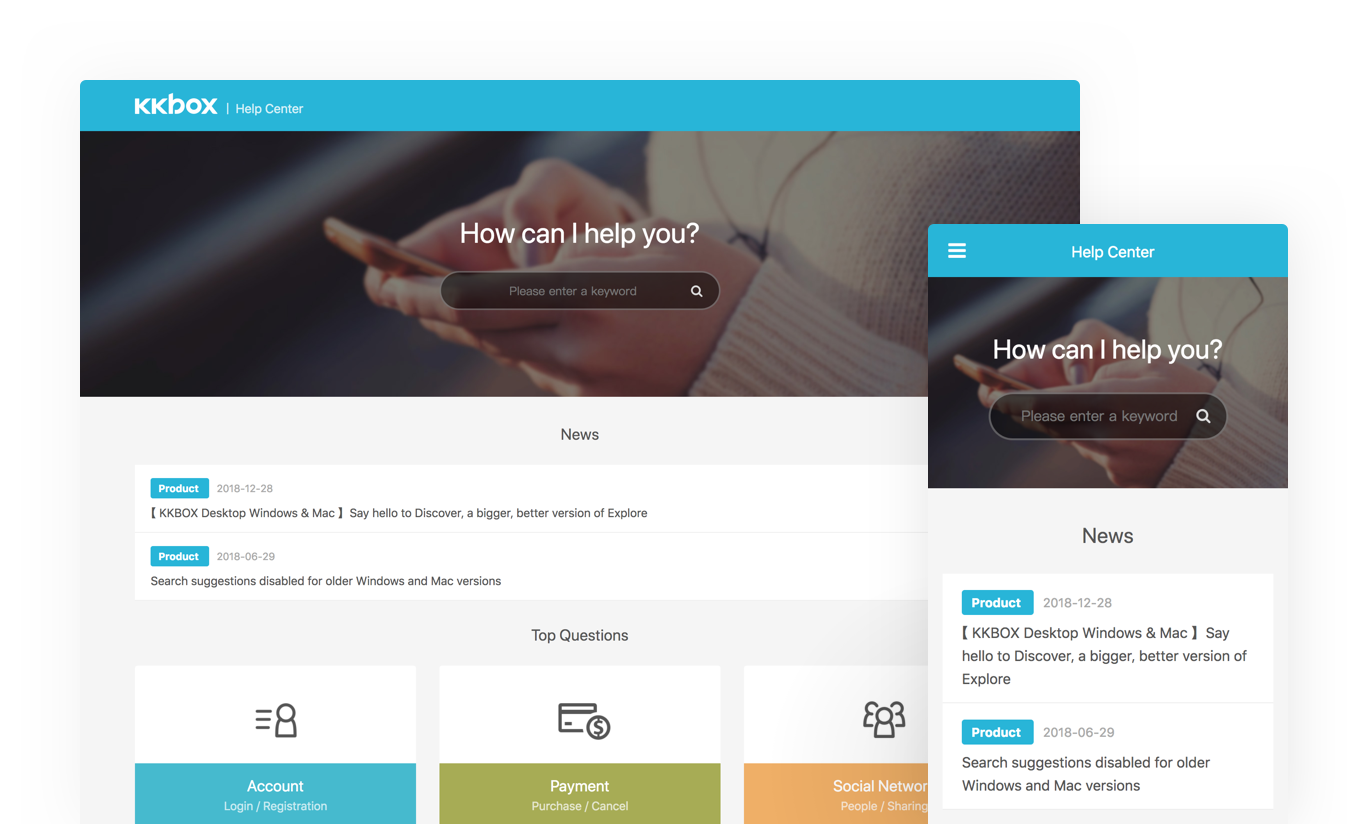 KKBOX | Help Center
How can I help you?
Please enter a keyword
News
Product 2018-12-28
【 KKBOX Desktop Windows & Mac 】Say hello to Discover, a bigger, better version of Explore
Product 2018-06-29
Search suggestions disabled for older Windows and Mac versions
Top Questions
Account
Login / Registration
Payment
Purchase / Cancel
Social Networ
People / Sharing
Help Center
How can I help you?
Please enter a keyword
News
Product 2018-12-28
【 KKBOX Desktop Windows & Mac 】Say
hello to Discover, a bigger, better version of
Explore
Product 2018-06-29
Search suggestions disabled for older
Windows and Mac versions